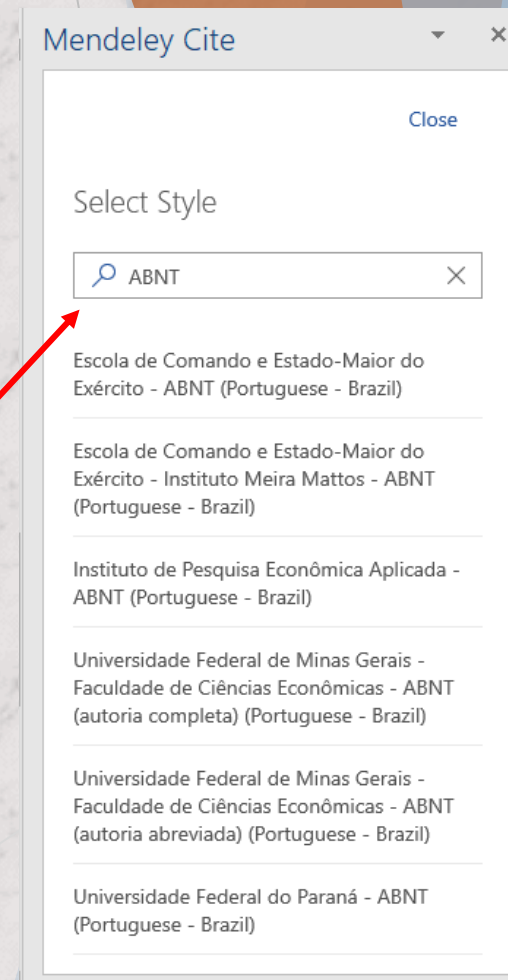 Mendeley Cite
Close
Select Style
ABNT
Escola de Comando e Estado-Maior do
Exército - ABNT (Portuguese - Brazil)
Escola de Comando e Estado-Maior do
Exército - Instituto Meira Mattos - ABNT
(Portuguese - Brazil)
Instituto de Pesquisa Econômica Aplicada -
ABNT (Portuguese - Brazil)
Universidade Federal de Minas Gerais -
Faculdade de Ciências Econômicas - ABNT
(autoria completa) (Portuguese - Brazil)
Universidade Federal de Minas Gerais -
Faculdade de Ciências Econômicas - ABNT
(autoria abreviada) (Portuguese - Brazil)
Universidade Federal do Paraná - ABNT
(Portuguese - Brazil)